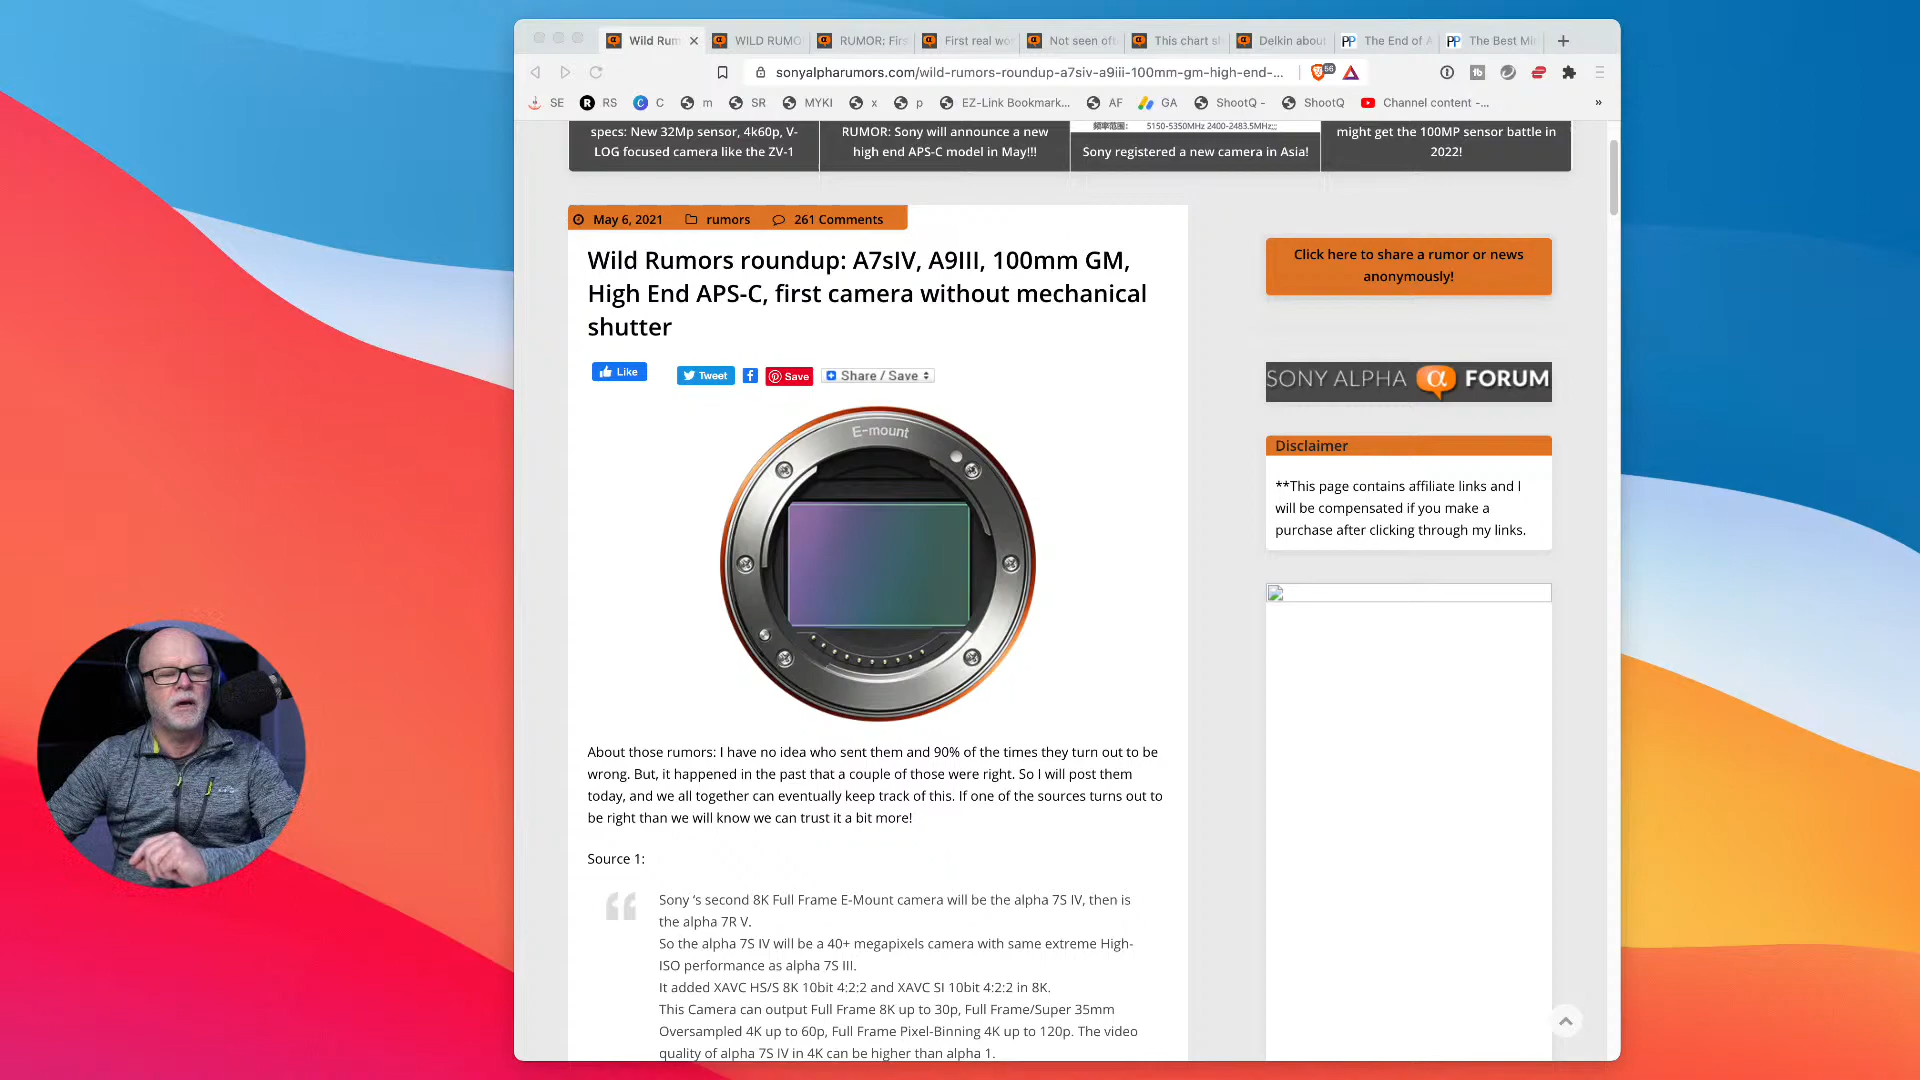 Wild Rum
WILD RUMO
RUMOR; Firs
First real wo
Not seen oft
This chart sh
Delkin about
The End of A
The Best Mi
sonyalpharumors.com/wild-rumors-roundup-a7siv-a9iii-100mm-gm-high-end-...
56
SE
RS
C
m
SR
MYKI
x
p
EZ-Link Bookmark...
AF
GA
ShootQ -
ShootQ
Channel content -...
»
specs: New 32Mp sensor, 4k60p, V-
LOG focused camera like the ZV-1
RUMOR: Sony will announce a new
high end APS-C model in May!!!
频率范围: 5150-5350MHz 2400-2483.5MHz;;;
Sony registered a new camera in Asia!
might get the 100MP sensor battle in
2022!
May 6, 2021 rumors 261 Comments
Wild Rumors roundup: A7sIV, A9III, 100mm GM,
High End APS-C, first camera without mechanical
shutter
Like
Tweet
Save
Share / Save
E-mount
About those rumors: I have no idea who sent them and 90% of the times they turn out to be
wrong. But, it happened in the past that a couple of those were right. So I will post them
today, and we all together can eventually keep track of this. If one of the sources turns out to
be right than we will know we can trust it a bit more!
Source 1:
Sony ‘s second 8K Full Frame E-Mount camera will be the alpha 7S IV, then is
the alpha 7R V.
So the alpha 7S IV will be a 40+ megapixels camera with same extreme High-
ISO performance as alpha 7S III.
It added XAVC HS/S 8K 10bit 4:2:2 and XAVC SI 10bit 4:2:2 in 8K.
This Camera can output Full Frame 8K up to 30p, Full Frame/Super 35mm
Oversampled 4K up to 60p, Full Frame Pixel-Binning 4K up to 120p. The video
quality of alpha 7S IV in 4K can be higher than alpha 1.
Click here to share a rumor or news
anonymously!
SONY ALPHA α FORUM
Disclaimer
**This page contains affiliate links and I
will be compensated if you make a
purchase after clicking through my links.